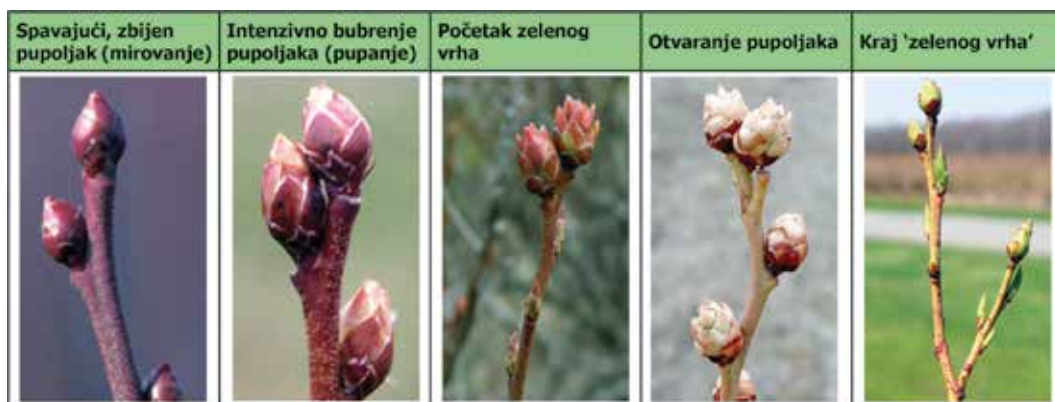 Spavajući, zbijen
pupoljak (mirovanje)
Intenzivno bubrenje
pupoljaka (pupanje)
Početak zelenog
vrha
Otvaranje pupoljaka
Kraj ‘zelenog vrha’